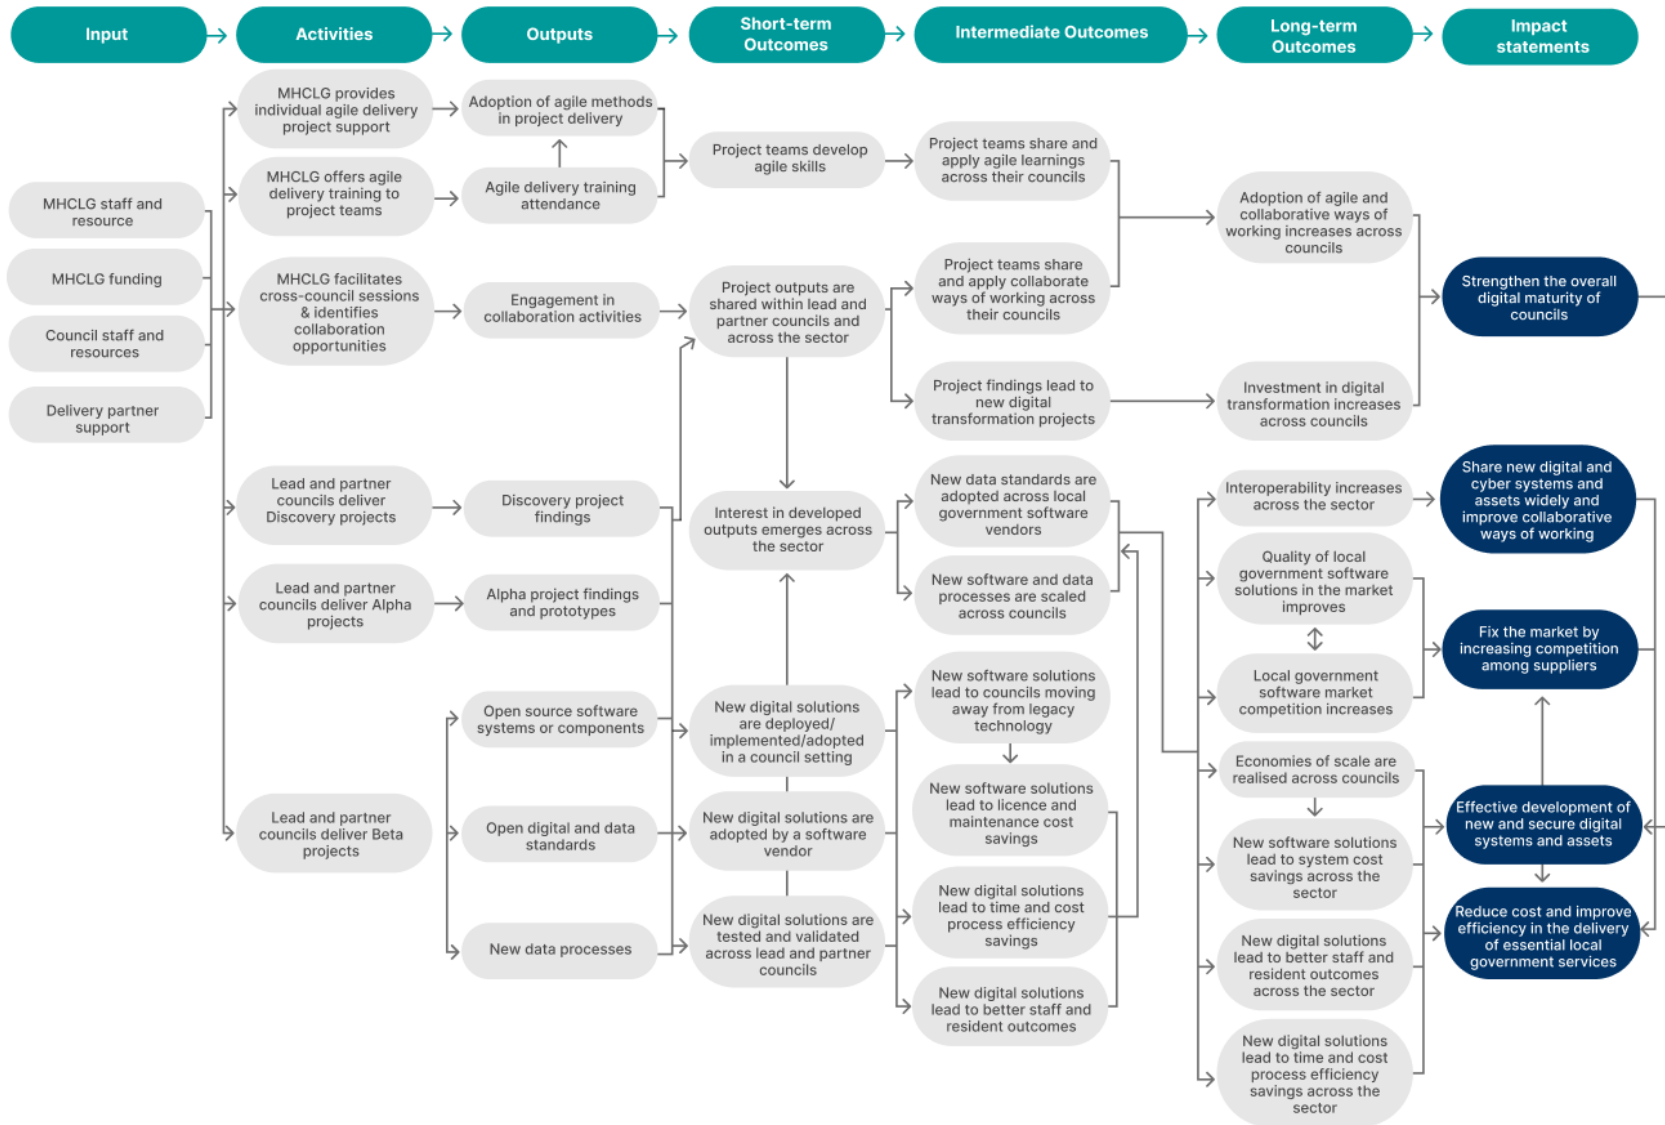 Input
Activities
Outputs
Short-term
Outcomes
Intermediate Outcomes
Long-term
Outcomes
Impact
statements
MHCLG staff and
resource
MHCLG funding
Council staff and
resources
Delivery partner
support
MHCLG provides
individual agile delivery
project support
MHCLG offers agile
delivery training to
project teams
MHCLG facilitates
cross-council sessions
& identifies
collaboration
opportunities
Lead and partner
councils deliver
Discovery projects
Lead and partner
councils deliver Alpha
projects
Lead and partner
councils deliver Beta
projects
Adoption of agile methods
in project delivery
Agile delivery training
attendance
Engagement in
collaboration activities
Discovery project
findings
Alpha project findings
and prototypes
Open source software
systems or components
Open digital and data
standards
New data processes
Project teams develop
agile skills
Project outputs are
shared within lead and
partner councils and
across the sector
Interest in developed
outputs emerges across
the sector
New digital solutions
are deployed/
implemented/adopted
in a council setting
New digital solutions are
adopted by a software
vendor
New digital solutions are
tested and validated
across lead and partner
councils
Project teams share and
apply agile learnings
across their councils
Project teams share
and apply collaborate
ways of working across
their councils
Project findings lead to
new digital
transformation projects
New data standards are
adopted across local
government software
vendors
New software and data
processes are scaled
across councils
New software solutions
lead to councils moving
away from legacy
technology
New software solutions
lead to licence and
maintenance cost
savings
New digital solutions
lead to time and cost
process efficiency
savings
New digital solutions
lead to better staff and
resident outcomes
Adoption of agile and
collaborative ways of
working increases across
councils
Investment in digital
transformation increases
across councils
Interoperability increases
across the sector
Quality of local
government software
solutions in the market
improves
Local government
software market
competition increases
Economies of scale are
realised across councils
New software solutions
lead to system cost
savings across the
sector
New digital solutions
lead to better staff and
resident outcomes
across the sector
New digital solutions
lead to time and cost
process efficiency
savings across the
sector
Strengthen the overall
digital maturity of
councils
Share new digital and
cyber systems and
assets widely and
improve collaborative
ways of working
Fix the market by
increasing competition
among suppliers
Effective development of
new and secure digital
systems and assets
Reduce cost and improve
efficiency in the delivery
of essential local
government services